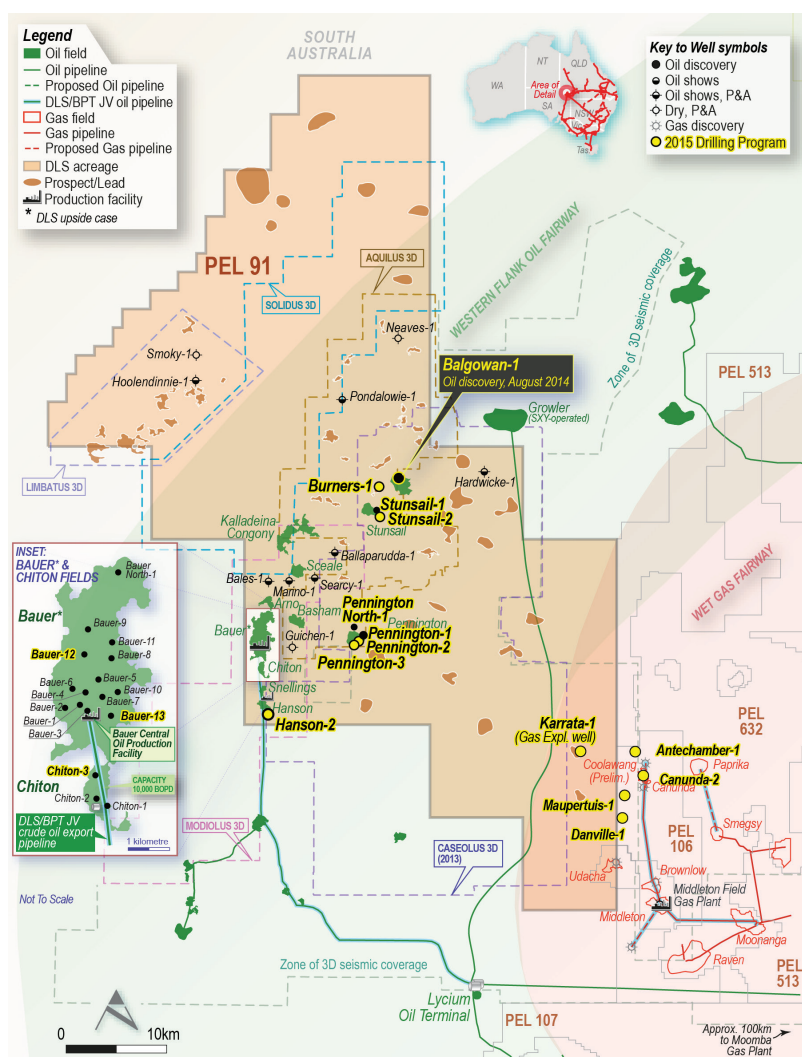 Legend
Oil field
Oil pipeline
Proposed Oil pipeline
DLS/BPT JV oil pipeline
Gas field
Gas pipeline
Proposed Gas pipeline
DLS acreage
Prospect/Lead
Production facility
* DLS upside case
SOUTH
AUSTRALIA
WA
NT
QLD
Area of
Detail
SA
NSW
Vic
Tas
Key to Well symbols
Oil discovery
Oil shows
Oil shows, P&A
Dry, P&A
Gas discovery
2015 Drilling Program
PEL 91
SOLIDUS 3D
AQUILUS 3D
WESTERN FLANK OIL FAIRWAY
Zone of 3D seismic coverage
Neaves-1
Smoky-1
Hoolendinnie-1
Pondalowie-1
Balgowan-1
Oil discovery, August 2014
PEL 513
Growler
(SXY-operated)
LIMBATUS 3D
Burners-1
Hardwicke-1
Stunsail-1
Stunsail-2
Stunsail
Kalladeina-
Congony
Ballaparudda-1
Sceale
Bales-1
Marino-1
Searcy-1
Arno
Basham
Pennington
North-1
Pennington
Pennington-1
Pennington-2
Pennington-3
Bauer*
Guichen-1
Chiton
Snellings
Hanson
Hanson-2
WET GAS FAIRWAY
INSET:
BAUER* &
CHITON FIELDS
Bauer
North-1
Bauer*
Bauer-9
Bauer-11
Bauer-12
Bauer-8
Bauer-5
Bauer-6
Bauer-4
Bauer-10
Bauer-2
Bauer-7
Bauer-1
Bauer-13
Bauer-3
Bauer Central
Oil Production
Facility
Chiton-3
Chiton
CAPACITY
10,000 BOPD
Chiton-2
Chiton-1
DLS/BPT JV
crude oil export
pipeline
1 kilometre
MODIOLUS 3D
CASEOLUS 3D
(2013)
Karrata-1
(Gas Expl. well)
PEL
632
Antechamber-1
Coolawang
(Prelim.)
Paprika
Canunda-2
Canunda
Maupertuis-1
Smegsy
Danville-1
PEL
106
Udacha
Brownlow
Middleton Field
Gas Plant
Middleton
Moonanga
Raven
PEL
513
Not To Scale
Zone of 3D seismic coverage
Lycium
Oil Terminal
PEL 107
0
10km
Approx. 100km
to Moomba
Gas Plant